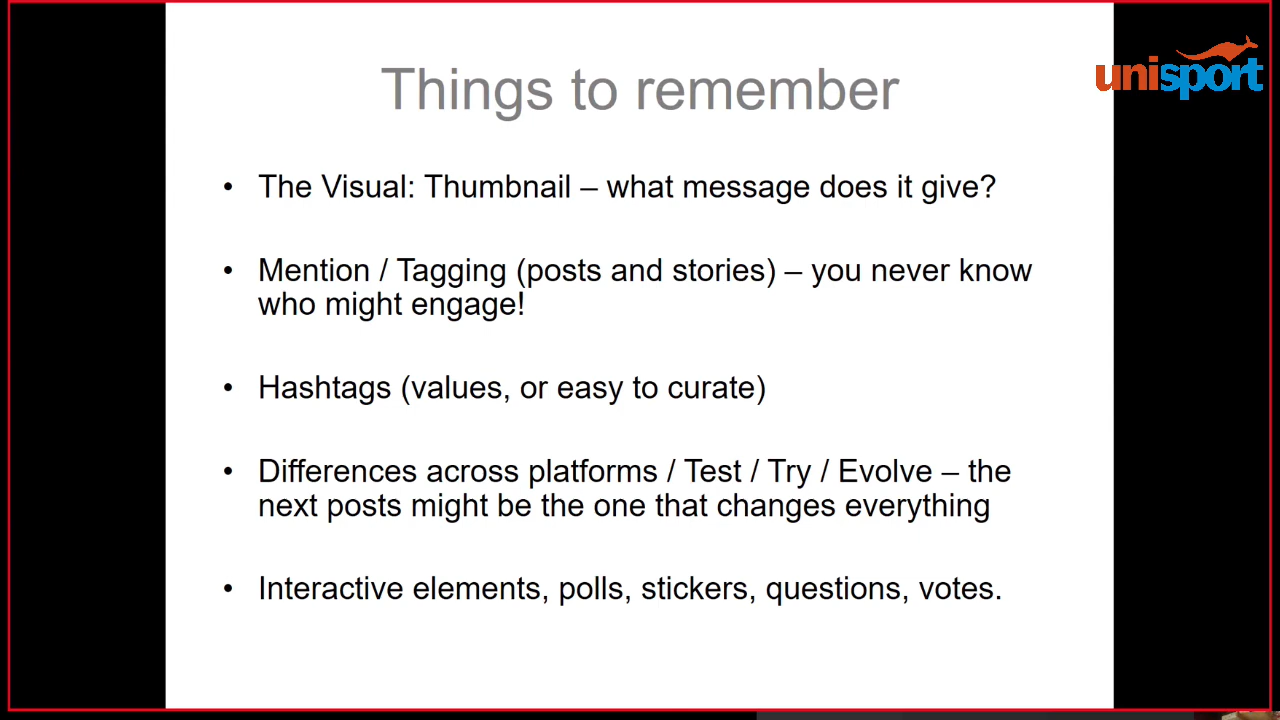 Things to remember
unisport
• The Visual: Thumbnail – what message does it give?
• Mention / Tagging (posts and stories) – you never know
who might engage!
• Hashtags (values, or easy to curate)
• Differences across platforms / Test / Try / Evolve – the
next posts might be the one that changes everything
• Interactive elements, polls, stickers, questions, votes.